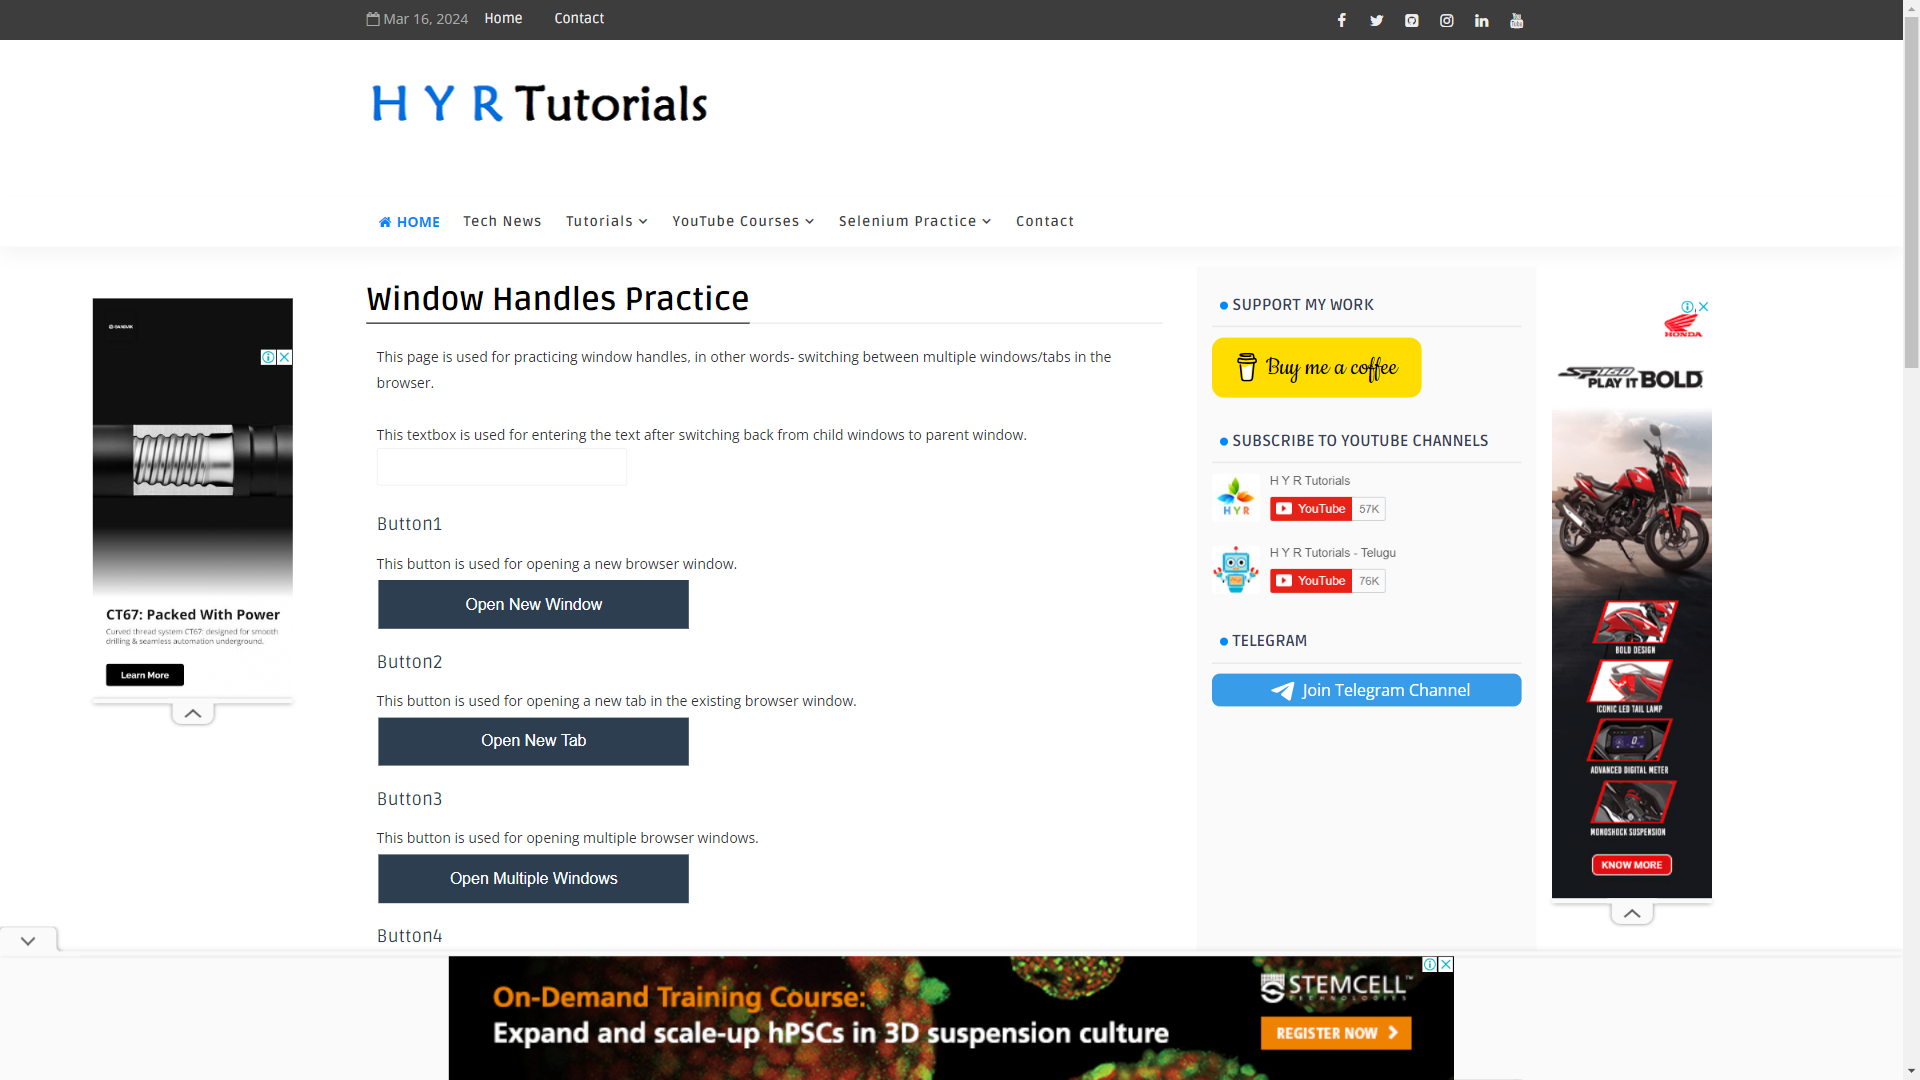 Mar 16, 2024 Home Contact
H Y R Tutorials
HOME Tech News Tutorials YouTube Courses Selenium Practice Contact
Window Handles Practice
This page is used for practicing window handles, in other words- switching between multiple windows/tabs in the
browser.
This textbox is used for entering the text after switching back from child windows to parent window.
Button1
This button is used for opening a new browser window.
Open New Window
Button2
This button is used for opening a new tab in the existing browser window.
Open New Tab
Button3
This button is used for opening multiple browser windows.
Open Multiple Windows
Button4
SUPPORT MY WORK
Buy me a coffee
SUBSCRIBE TO YOUTUBE CHANNELS
H Y R Tutorials
HYR
YouTube 57K
H Y R Tutorials - Telugu
YouTube 76K
TELEGRAM
Join Telegram Channel
CT67: Packed With Power
Curved thread system CT67: designed for smooth
drilling & seamless automation underground.
Learn More
HONDA
SP160
PLAY IT BOLD
BOLD DESIGN
ICONIC LED TAIL LAMP
ADVANCED DIGITAL METER
MONOSHOCK SUSPENSION
KNOW MORE
On-Demand Training Course:
Expand and scale-up hPSCs in 3D suspension culture
STEMCELL™
TECHNOLOGIES
REGISTER NOW